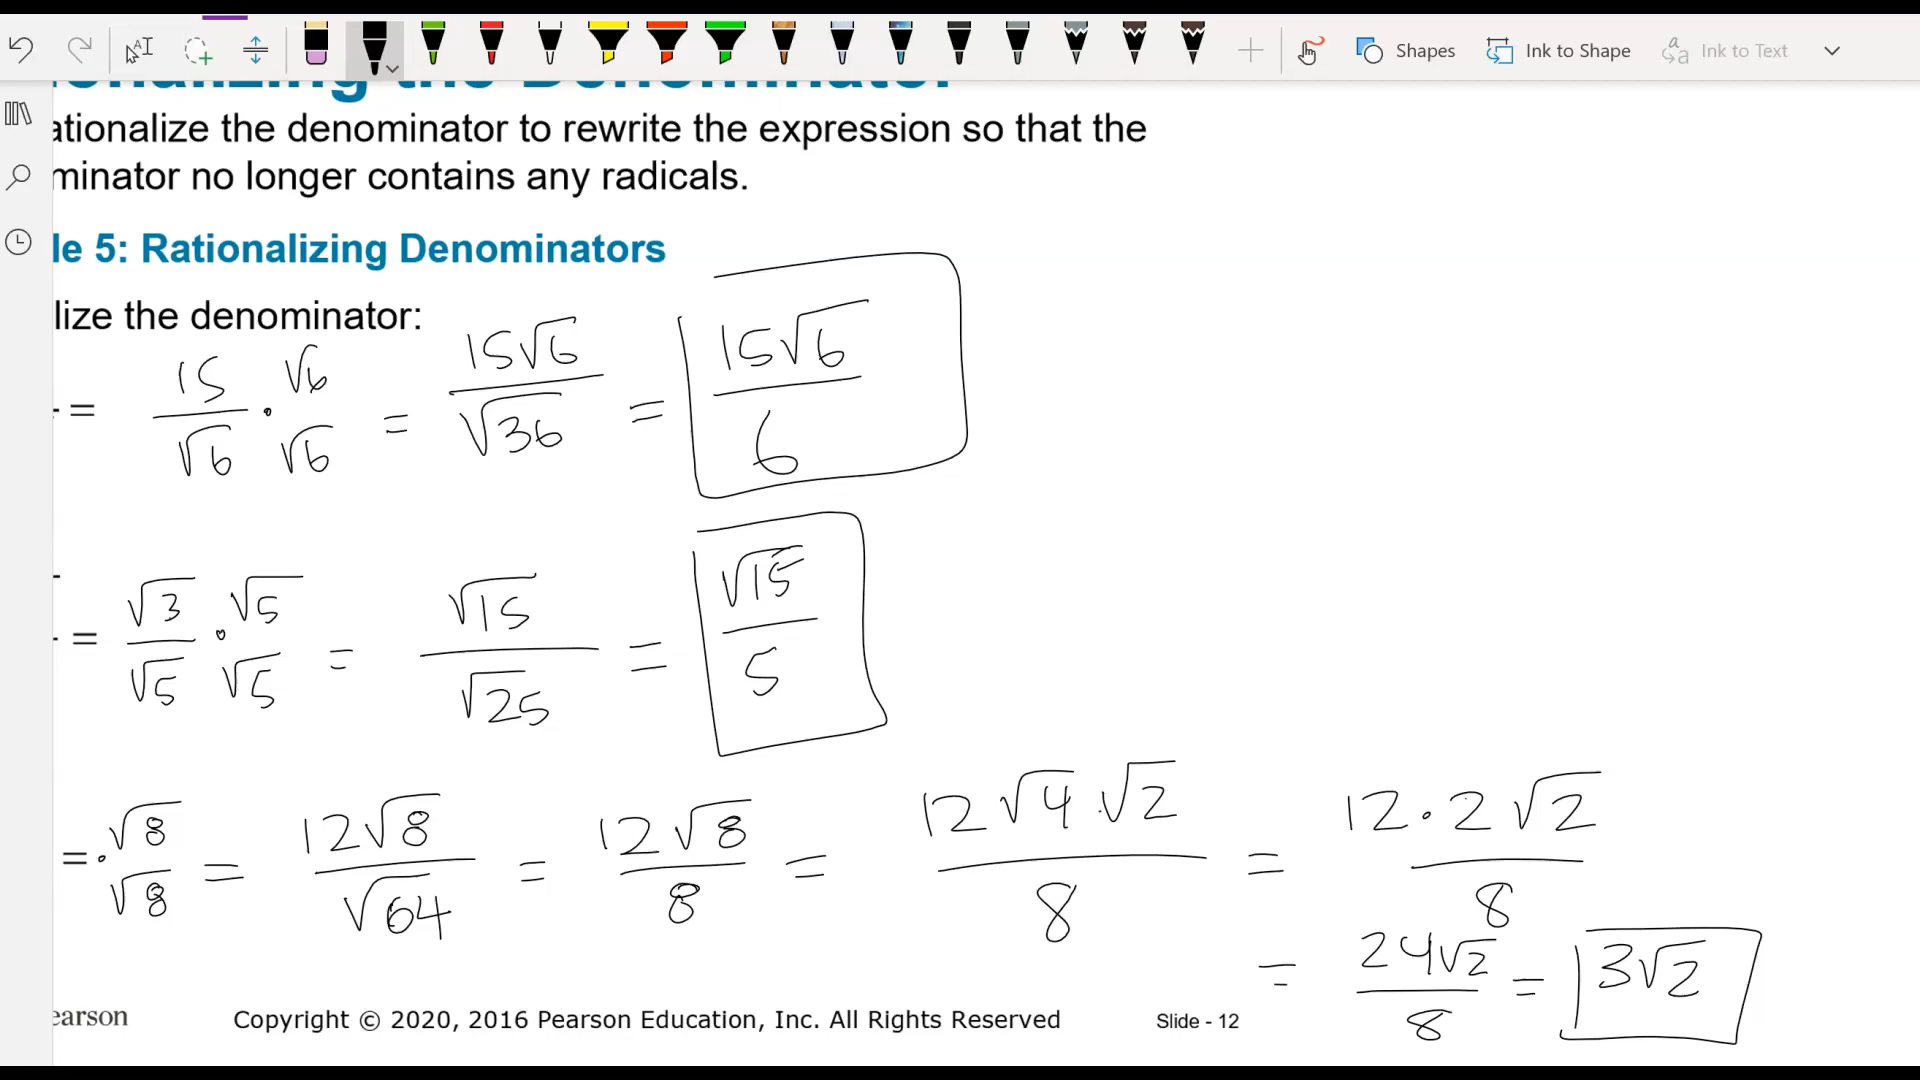 Shapes Ink to Shape Ink to Text
onalizing the Denominator
ationalize the denominator to rewrite the expression so that the
minator no longer contains any radicals.
le 5: Rationalizing Denominators
lize the denominator:
= 15/√6 · √6/√6 = 15√6/√36 = 15√6/6
= √3/√5 · √5/√5 = √15/√25 = √15/5
= · √8/√8 = 12√8/√64 = 12√8/8 = 12√4·√2/8 = 12·2√2/8
= 24√2/8 = 3√2
earson Copyright © 2020, 2016 Pearson Education, Inc. All Rights Reserved Slide - 12